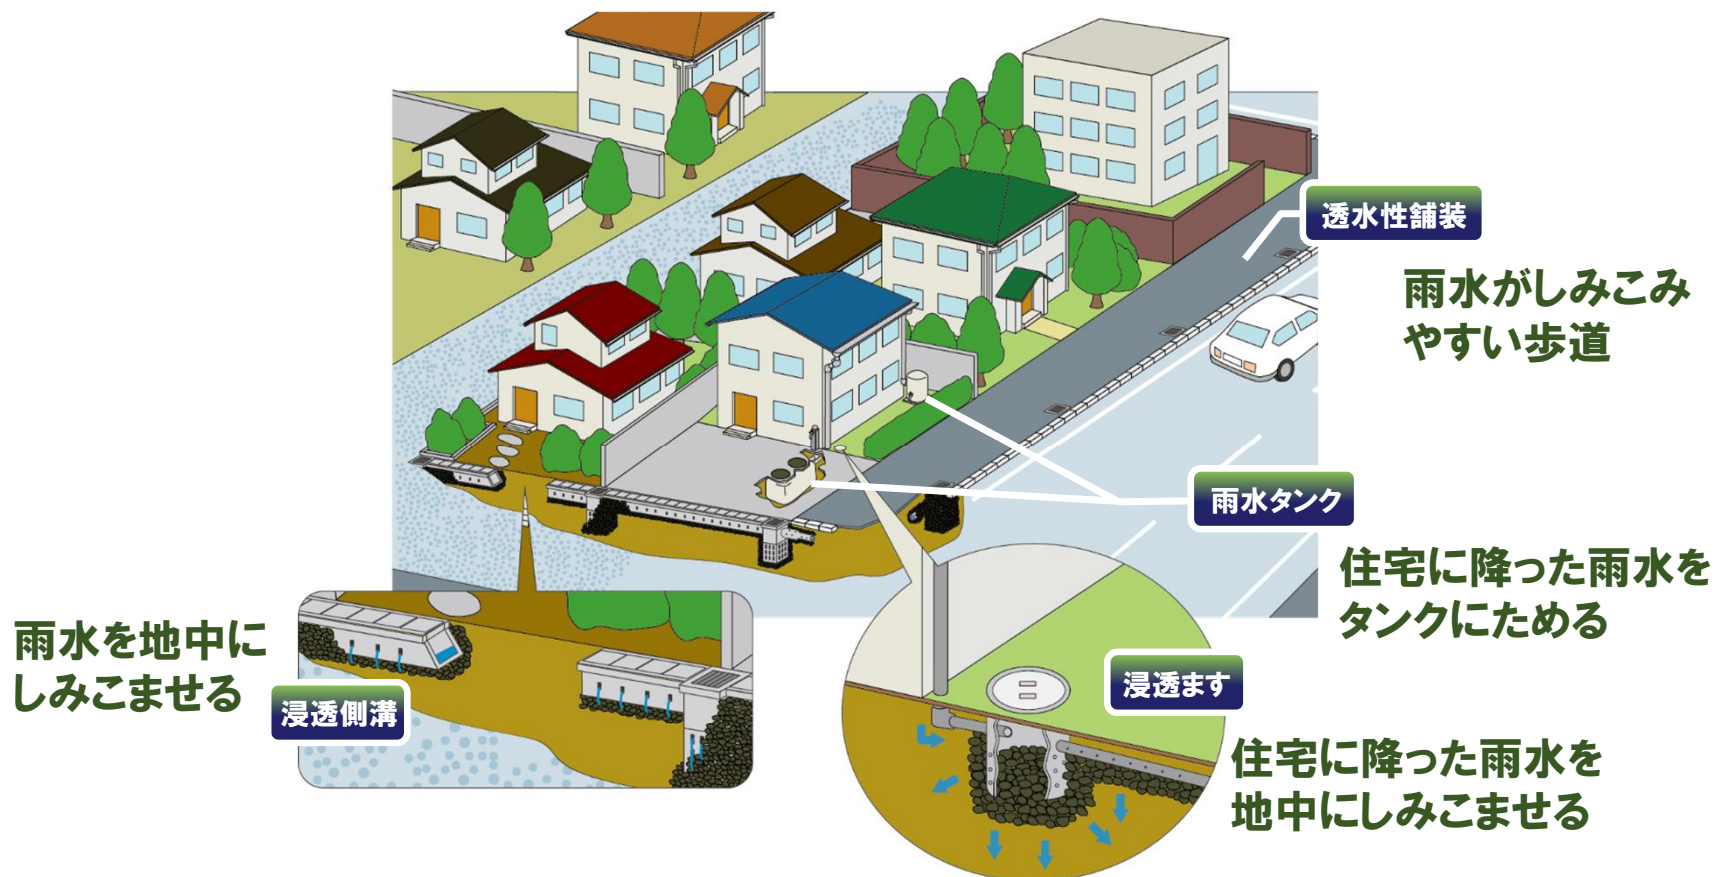 透水性舗装
雨水がしみこみ
やすい歩道
雨水タンク
住宅に降った雨水を
タンクにためる
雨水を地中に
しみこませる
浸透側溝
浸透ます
住宅に降った雨水を
地中にしみこませる